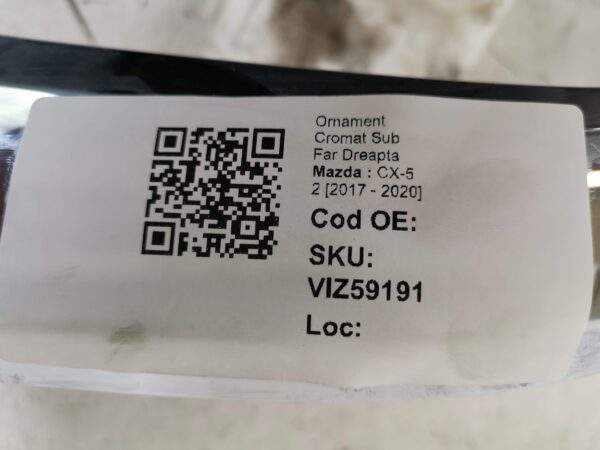 Ornament
Cromat Sub
Far Dreapta
Mazda : CX-5
2 [2017 - 2020]
Cod OE:
SKU:
VIZ59191
Loc: